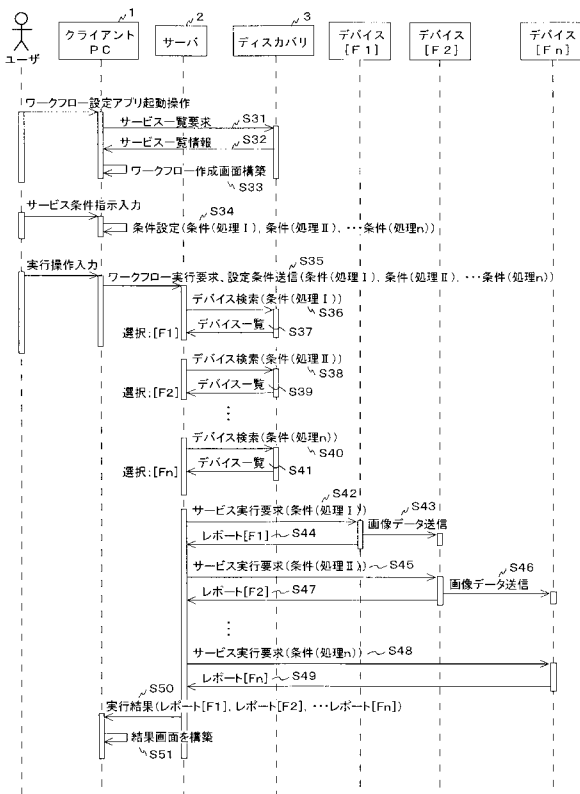 1
2
3
ユーザ
クライアント
PC
サーバ
ディスカバリ
デバイス
[F1]
デバイス
[F2]
デバイス
[Fn]
ワークフロー設定アプリ起動操作
サービス一覧要求
S31
サービス一覧情報
S32
ワークフロー作成画面構築
S33
サービス条件指示入力
S34
条件設定(条件(処理Ⅰ), 条件(処理Ⅱ), ･･･条件(処理n))
実行操作入力
S35
ワークフロー実行要求、設定条件送信(条件(処理Ⅰ), 条件(処理Ⅱ), ･･･条件(処理n))
デバイス検索(条件(処理Ⅰ))
S36
デバイス一覧
S37
選択;[F1]
デバイス検索(条件(処理Ⅱ))
S38
デバイス一覧
S39
選択;[F2]
⋮
デバイス検索(条件(処理n))
S40
デバイス一覧
S41
選択;[Fn]
S42
サービス実行要求(条件(処理Ⅰ))
S43
画像データ送信
レポート[F1]
S44
サービス実行要求(条件(処理Ⅱ))
S45
S46
画像データ送信
レポート[F2]
S47
⋮
サービス実行要求(条件(処理n))
S48
レポート[Fn]
S49
S50
実行結果(レポート[F1], レポート[F2], ･･･レポート[Fn])
結果画面を構築
S51